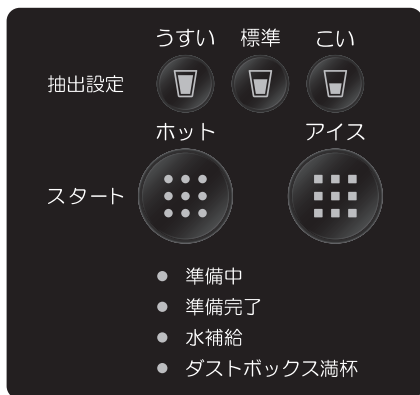 うすい 標準 こい
抽出設定
ホット アイス
スタート
準備中
準備完了
水補給
ダストボックス満杯